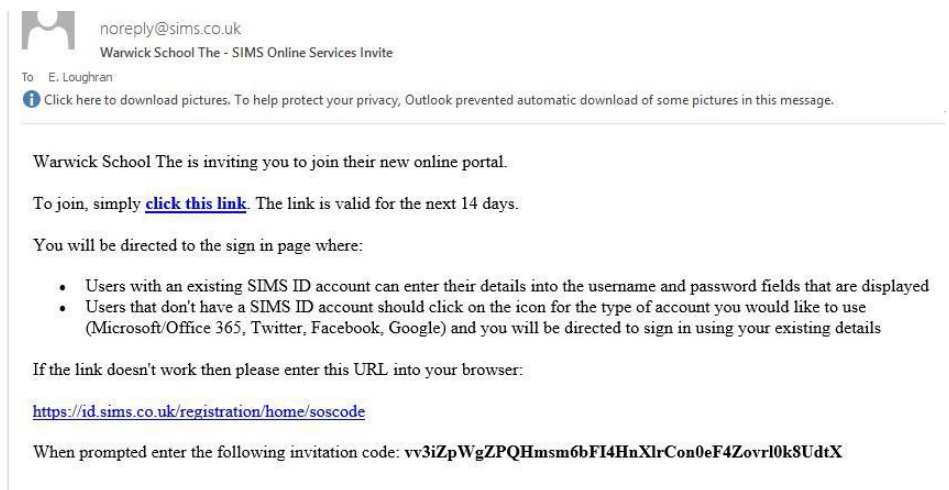 noreply@sims.co.uk
Warwick School The - SIMS Online Services Invite
To E. Loughran
Click here to download pictures. To help protect your privacy, Outlook prevented automatic download of some pictures in this message.
Warwick School The is inviting you to join their new online portal.
To join, simply click this link. The link is valid for the next 14 days.
You will be directed to the sign in page where:
• Users with an existing SIMS ID account can enter their details into the username and password fields that are displayed
• Users that don't have a SIMS ID account should click on the icon for the type of account you would like to use
(Microsoft/Office 365, Twitter, Facebook, Google) and you will be directed to sign in using your existing details
If the link doesn't work then please enter this URL into your browser:
https://id.sims.co.uk/registration/home/soscode
When prompted enter the following invitation code: vv3iZpWgZPQHmsm6bFI4HnXlrCon0eF4Zovrl0k8UdtX